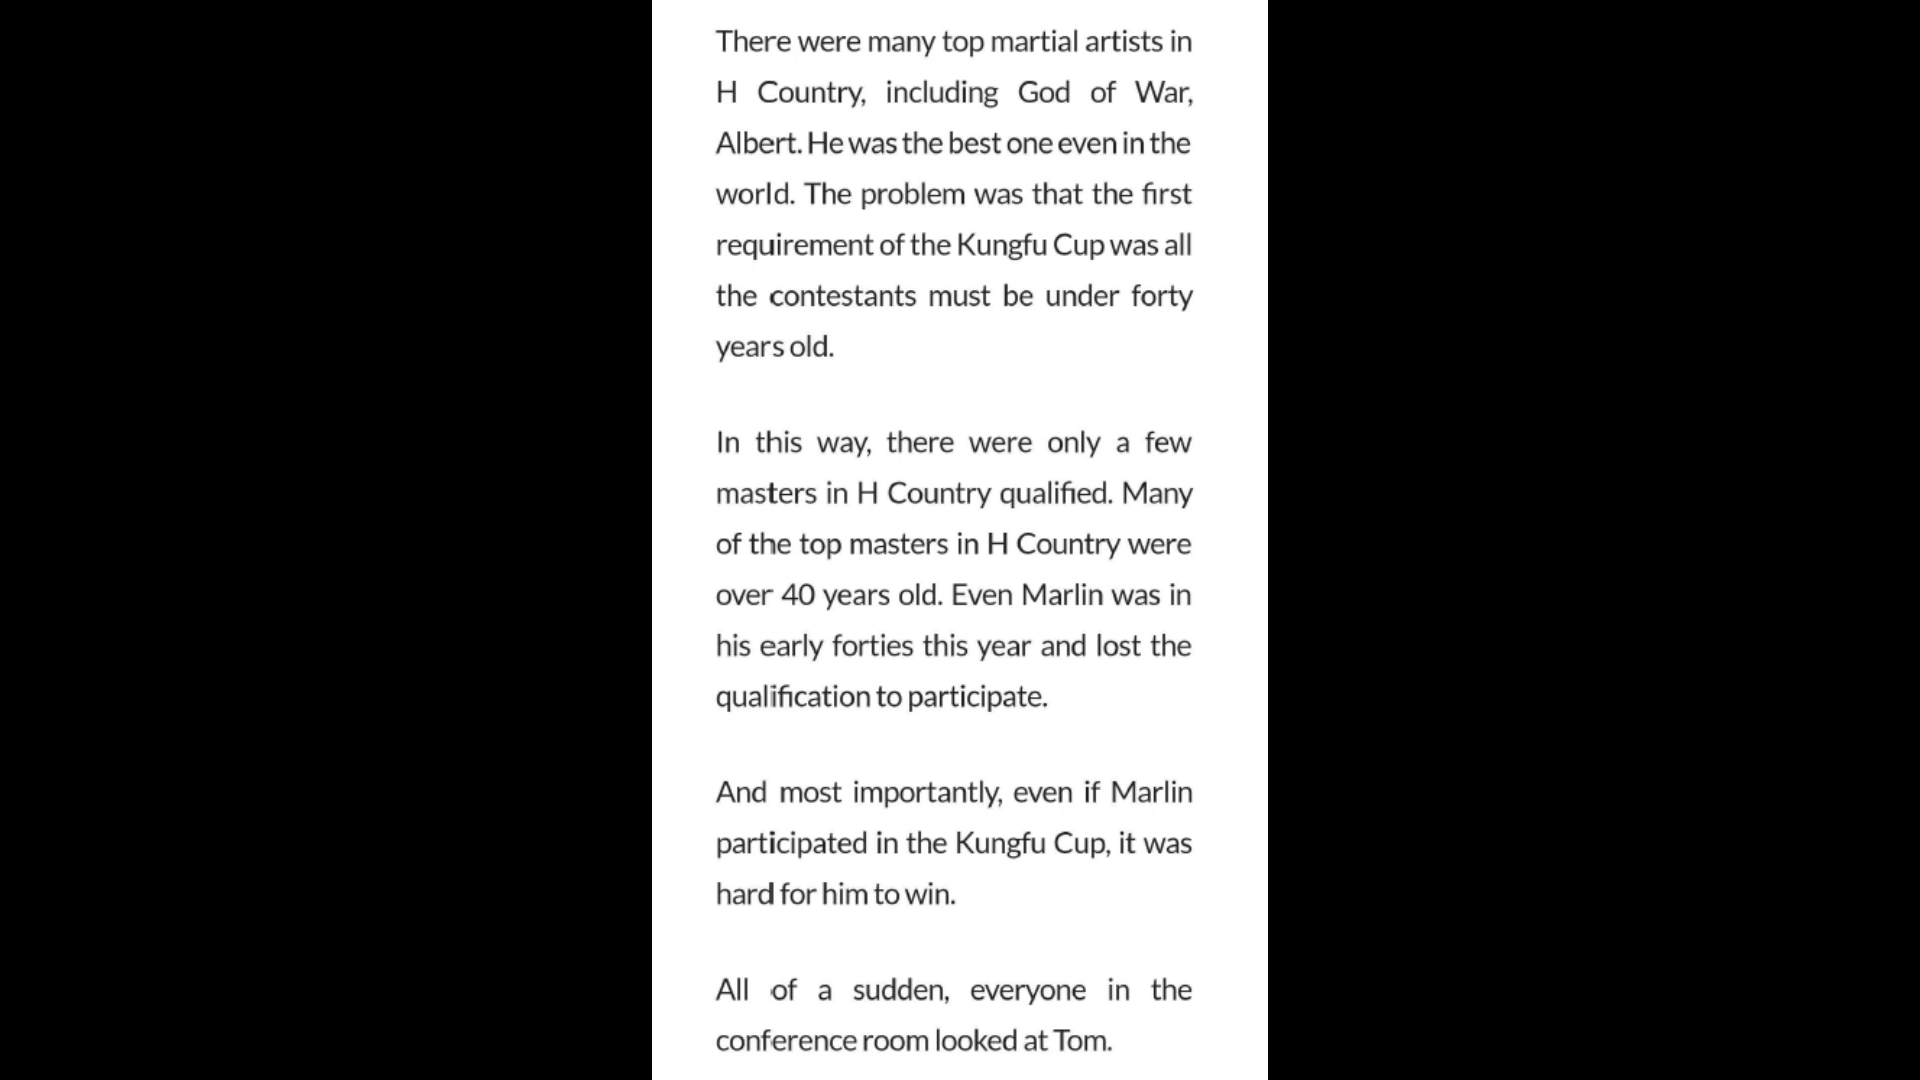 There were many top martial artists in
H Country, including God of War,
Albert. He was the best one even in the
world. The problem was that the first
requirement of the Kungfu Cup was all
the contestants must be under forty
years old.
In this way, there were only a few
masters in H Country qualified. Many
of the top masters in H Country were
over 40 years old. Even Marlin was in
his early forties this year and lost the
qualification to participate.
And most importantly, even if Marlin
participated in the Kungfu Cup, it was
hard for him to win.
All of a sudden, everyone in the
conference room looked at Tom.